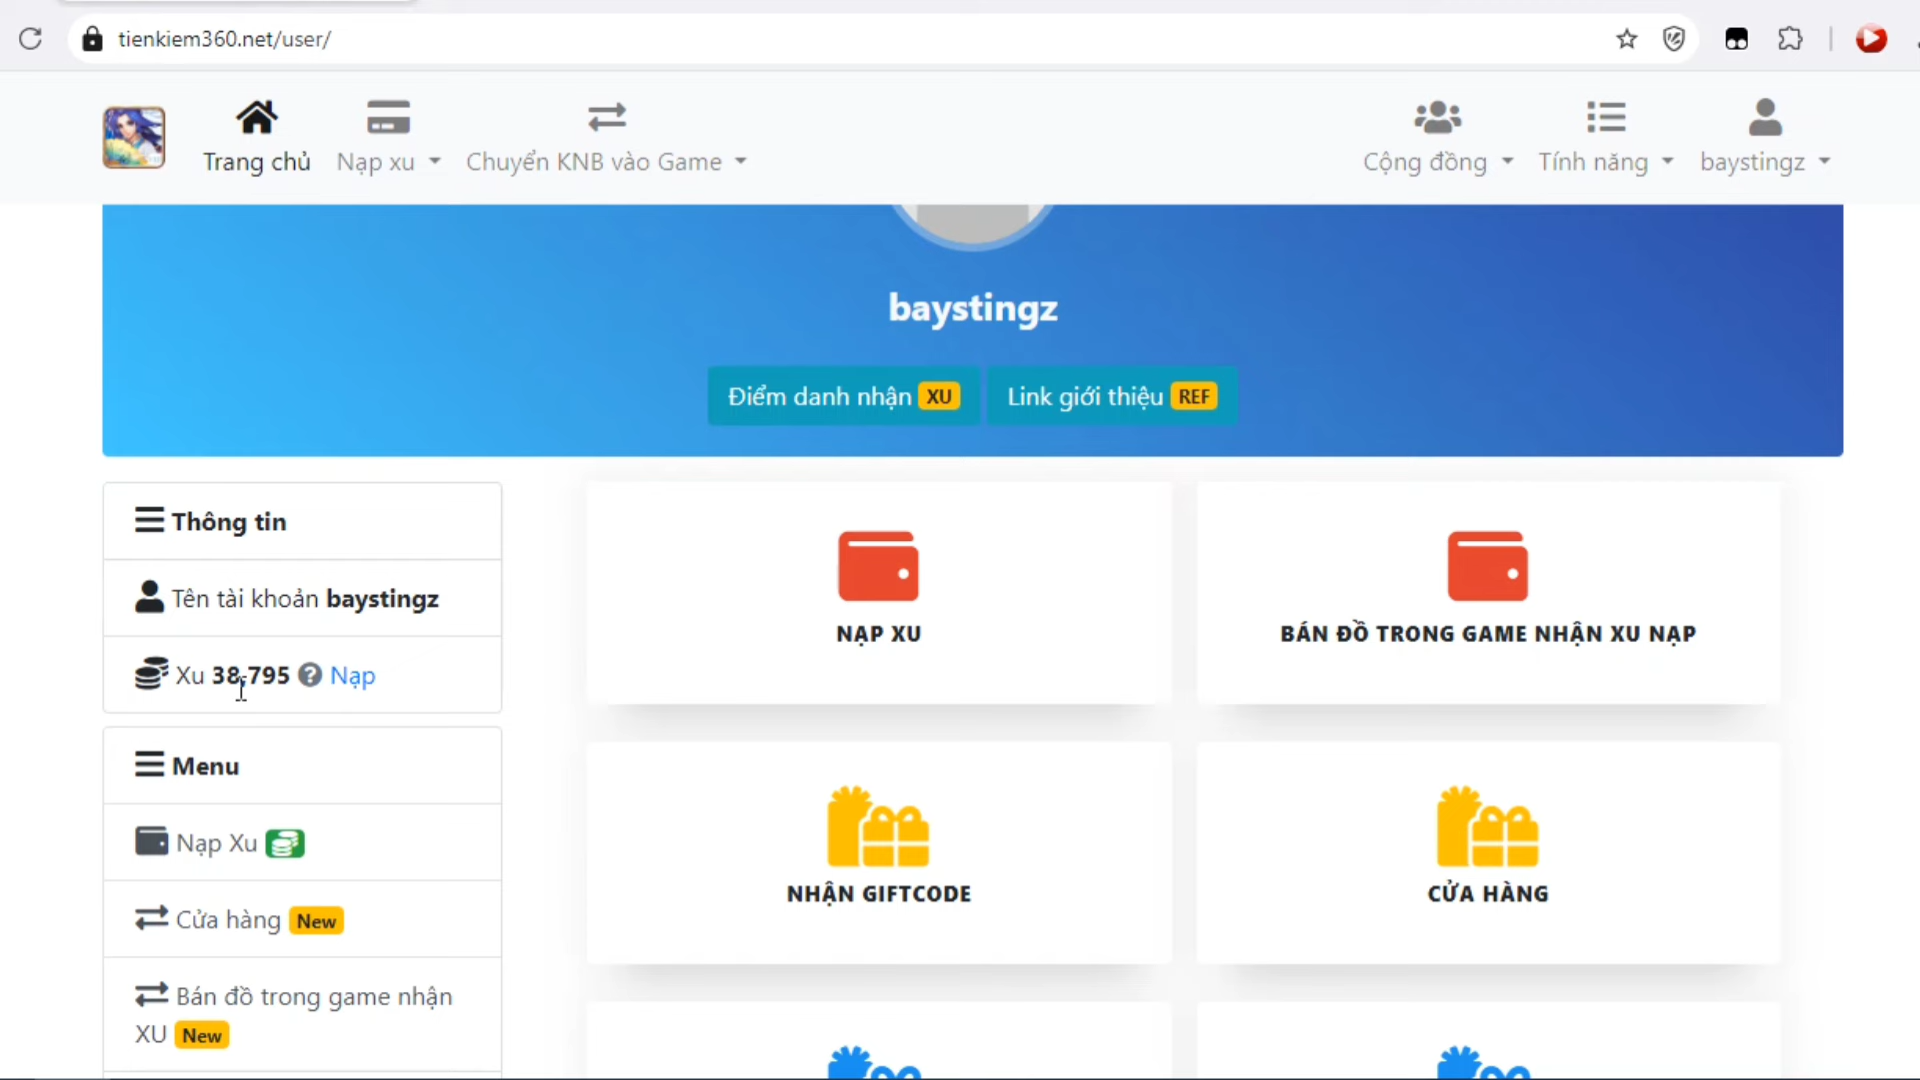 tienkiem360.net/user/
Trang chủ
Nạp xu
Chuyển KNB vào Game
Cộng đồng
Tính năng
baystingz
baystingz
Điểm danh nhận XU
Link giới thiệu REF
Thông tin
Tên tài khoản baystingz
Xu 38,795 Nạp
Menu
Nạp Xu
Cửa hàng New
Bán đồ trong game nhận
XU New
NẠP XU
BÁN ĐỒ TRONG GAME NHẬN XU NẠP
NHẬN GIFTCODE
CỬA HÀNG